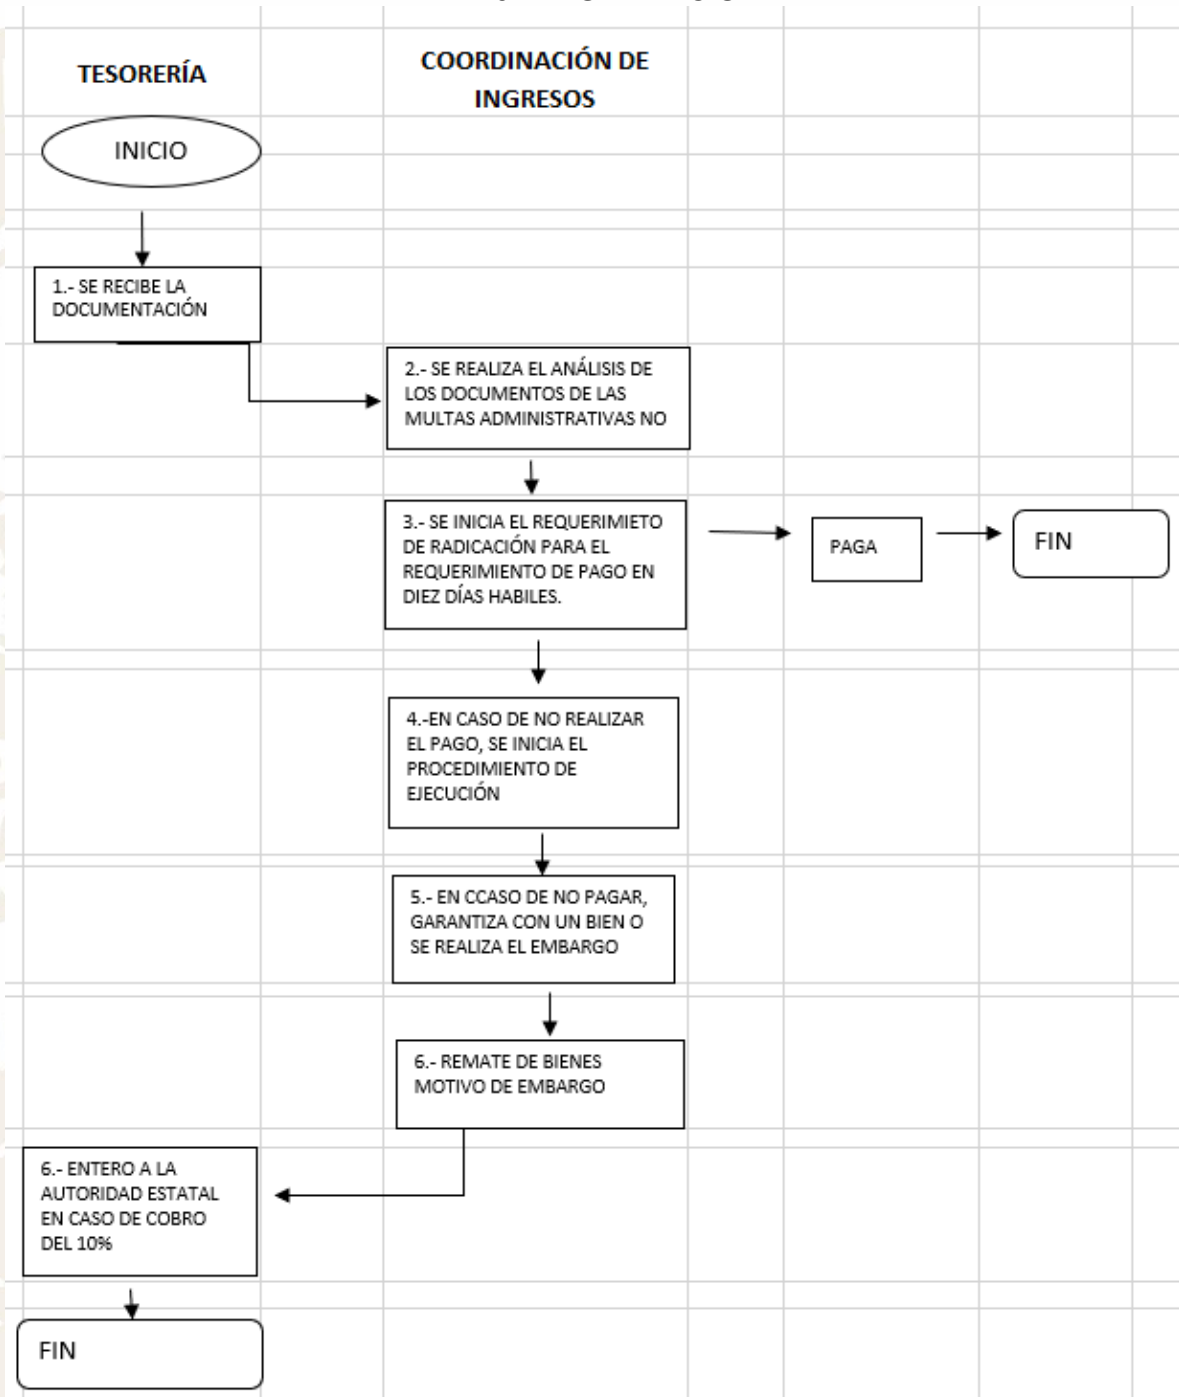 TESORERÍA
COORDINACIÓN DE
INGRESOS
INICIO
1.- SE RECIBE LA
DOCUMENTACIÓN
2.- SE REALIZA EL ANÁLISIS DE
LOS DOCUMENTOS DE LAS
MULTAS ADMINISTRATIVAS NO
3.- SE INICIA EL REQUERIMIETO
DE RADICACIÓN PARA EL
REQUERIMIENTO DE PAGO EN
DIEZ DÍAS HABILES.
PAGA
FIN
4.-EN CASO DE NO REALIZAR
EL PAGO, SE INICIA EL
PROCEDIMIENTO DE
EJECUCIÓN
5.- EN CCASO DE NO PAGAR,
GARANTIZA CON UN BIEN O
SE REALIZA EL EMBARGO
6.- REMATE DE BIENES
MOTIVO DE EMBARGO
6.- ENTERO A LA
AUTORIDAD ESTATAL
EN CASO DE COBRO
DEL 10%
FIN